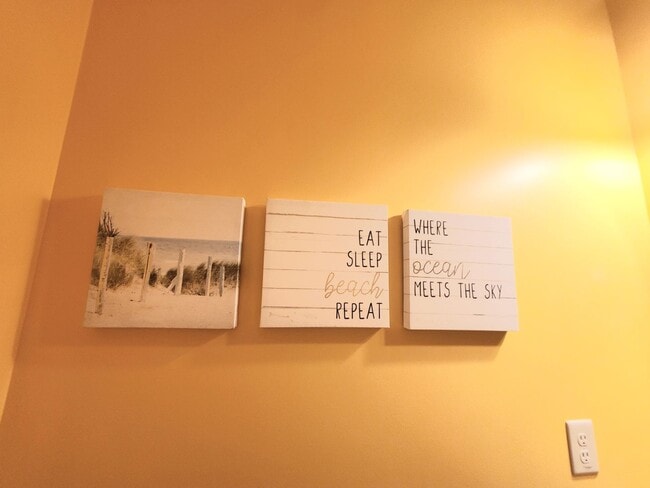 EAT
SLEEP
beach
REPEAT
WHERE
THE
ocean
MEETS THE SKY